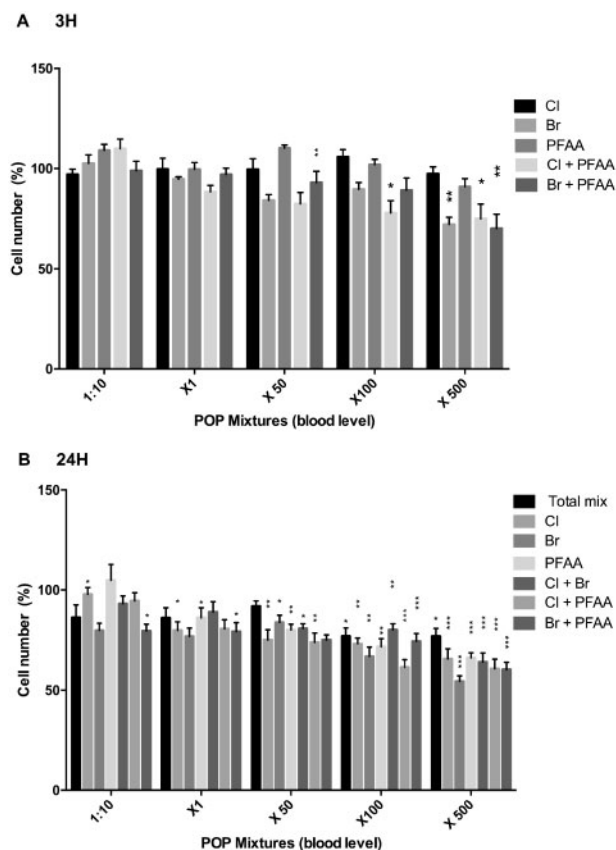 A 3H
150
100
50
0
Cell number (%)
**
*
**
*
**
Cl
Br
PFAA
Cl + PFAA
Br + PFAA
1:10
X1
X 50
X100
X 500
POP Mixtures (blood level)
B 24H
150
100
50
0
Cell number (%)
*
*
*
*
*
**
*
**
*
**
*
**
**
**
**
***
***
*
***
***
***
***
***
***
Total mix
Cl
Br
PFAA
Cl + Br
Cl + PFAA
Br + PFAA
1:10
X1
X 50
X100
X 500
POP Mixtures (blood level)